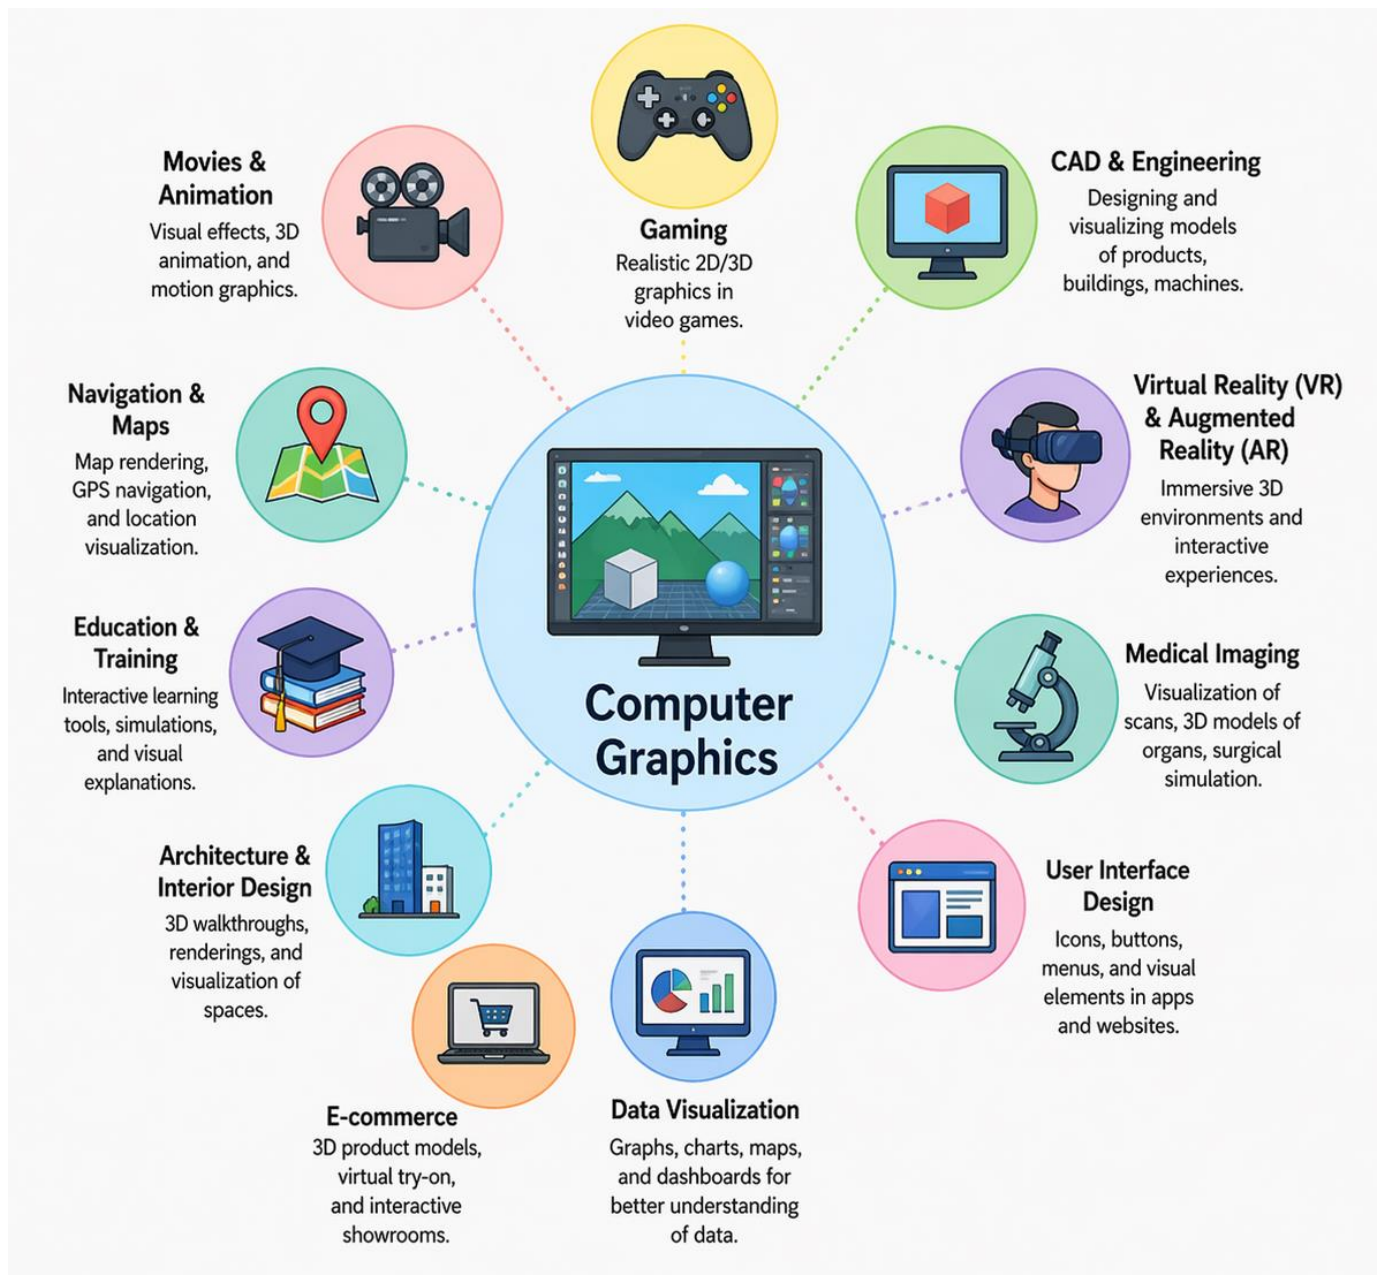 Movies &
Animation
Visual effects, 3D
animation, and
motion graphics.
Gaming
Realistic 2D/3D
graphics in
video games.
CAD & Engineering
Designing and
visualizing models
of products,
buildings, machines.
Navigation &
Maps
Map rendering,
GPS navigation,
and location
visualization.
Virtual Reality (VR)
& Augmented
Reality (AR)
Immersive 3D
environments and
interactive
experiences.
Computer
Graphics
Education &
Training
Interactive learning
tools, simulations,
and visual
explanations.
Medical Imaging
Visualization of
scans, 3D models of
organs, surgical
simulation.
Architecture &
Interior Design
3D walkthroughs,
renderings, and
visualization of
spaces.
User Interface
Design
Icons, buttons,
menus, and visual
elements in apps
and websites.
E-commerce
3D product models,
virtual try-on,
and interactive
showrooms.
Data Visualization
Graphs, charts, maps,
and dashboards for
better understanding
of data.